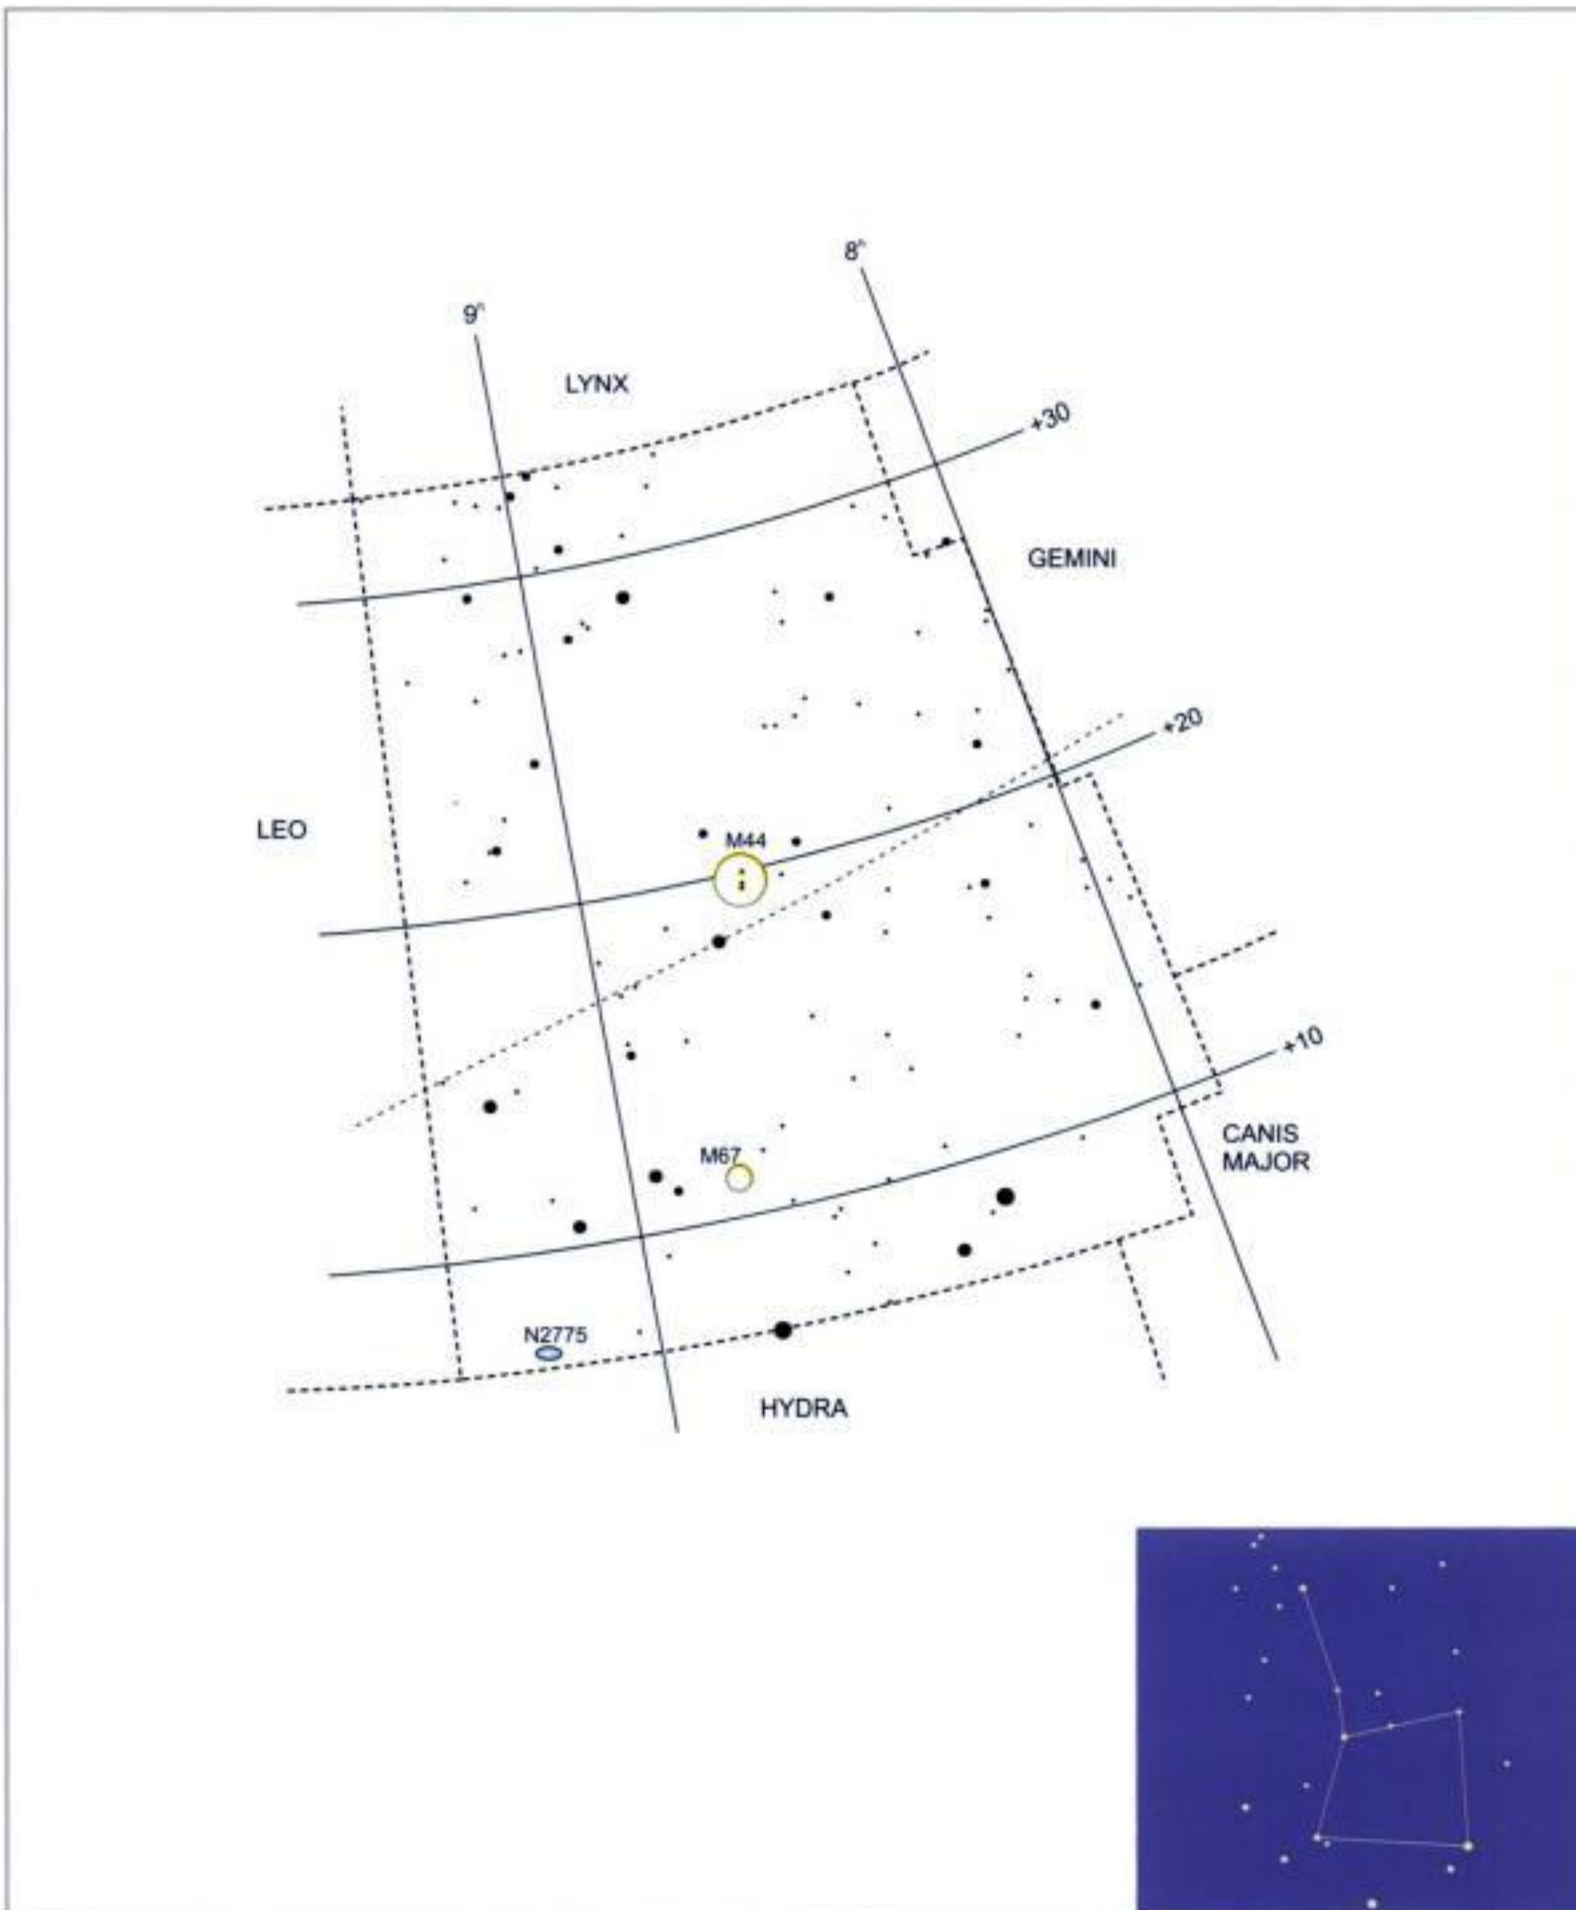 8h
9h
LYNX
+30
GEMINI
+20
LEO
M44
+10
CANIS
MAJOR
M67
N2775
HYDRA